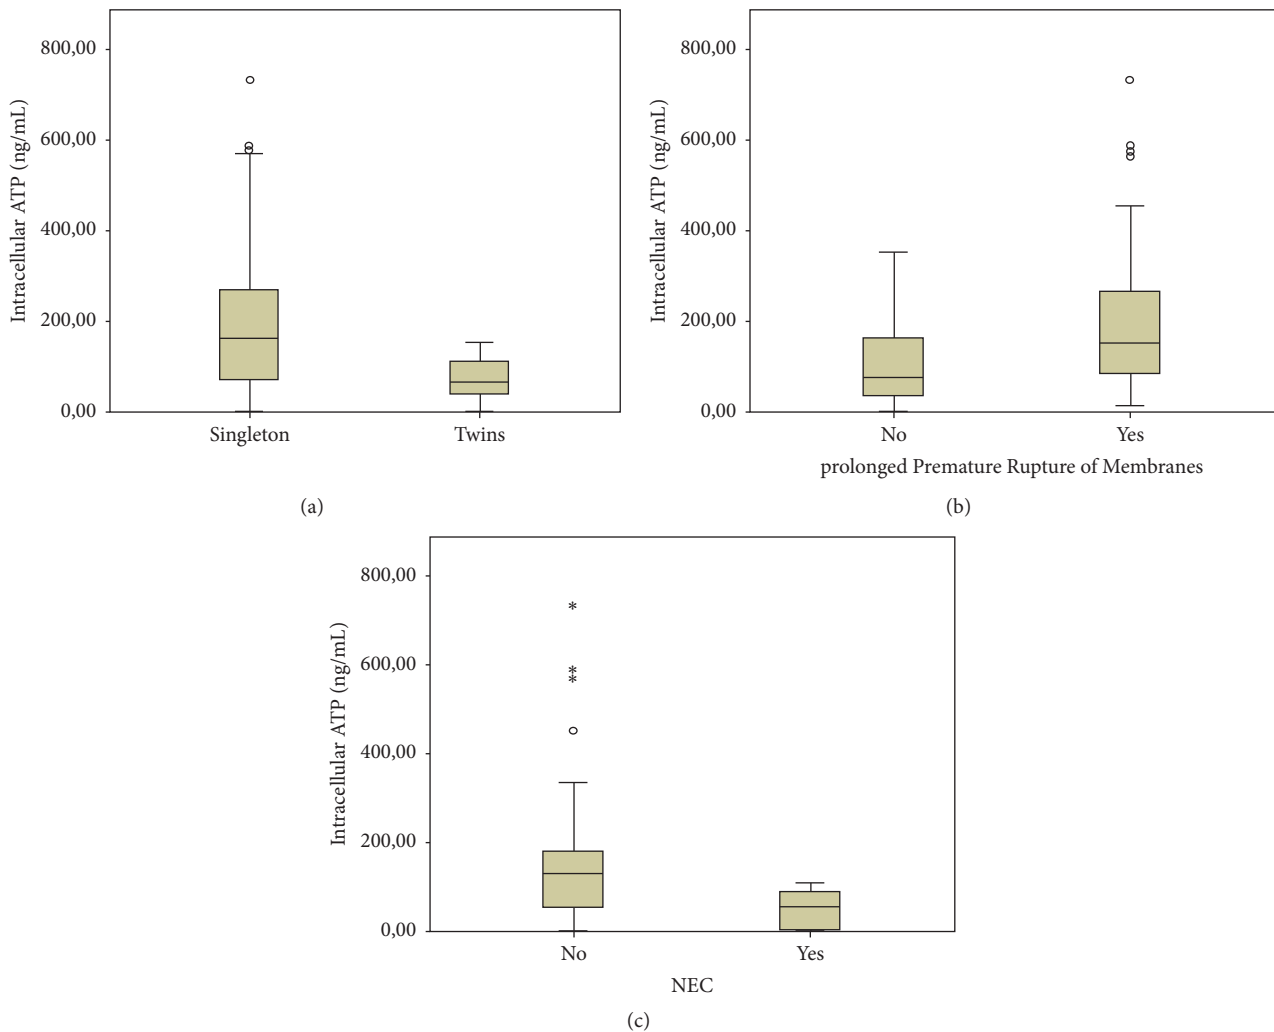 800,00
600,00
400,00
200,00
0,00
Intracellular ATP (ng/mL)
Singleton
Twins
(a)
800,00
600,00
400,00
200,00
0,00
Intracellular ATP (ng/mL)
No
Yes
prolonged Premature Rupture of Membranes
(b)
800,00
600,00
400,00
200,00
0,00
Intracellular ATP (ng/mL)
No
Yes
NEC
(c)